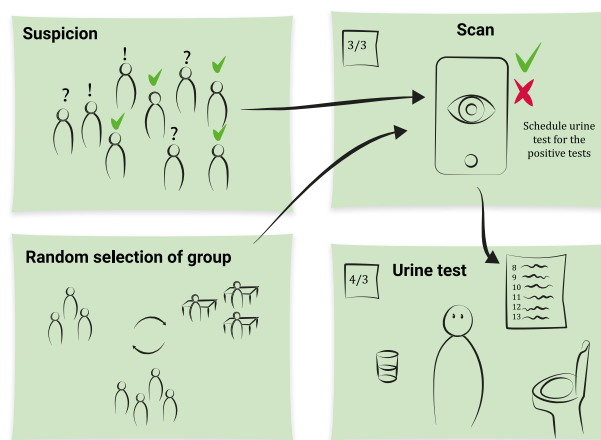 Suspicion
? ! ! ?
?
Scan
3/3
Schedule urine
test for the
positive tests
Random selection of group
Urine test
4/3
8
9
10
11
12
13